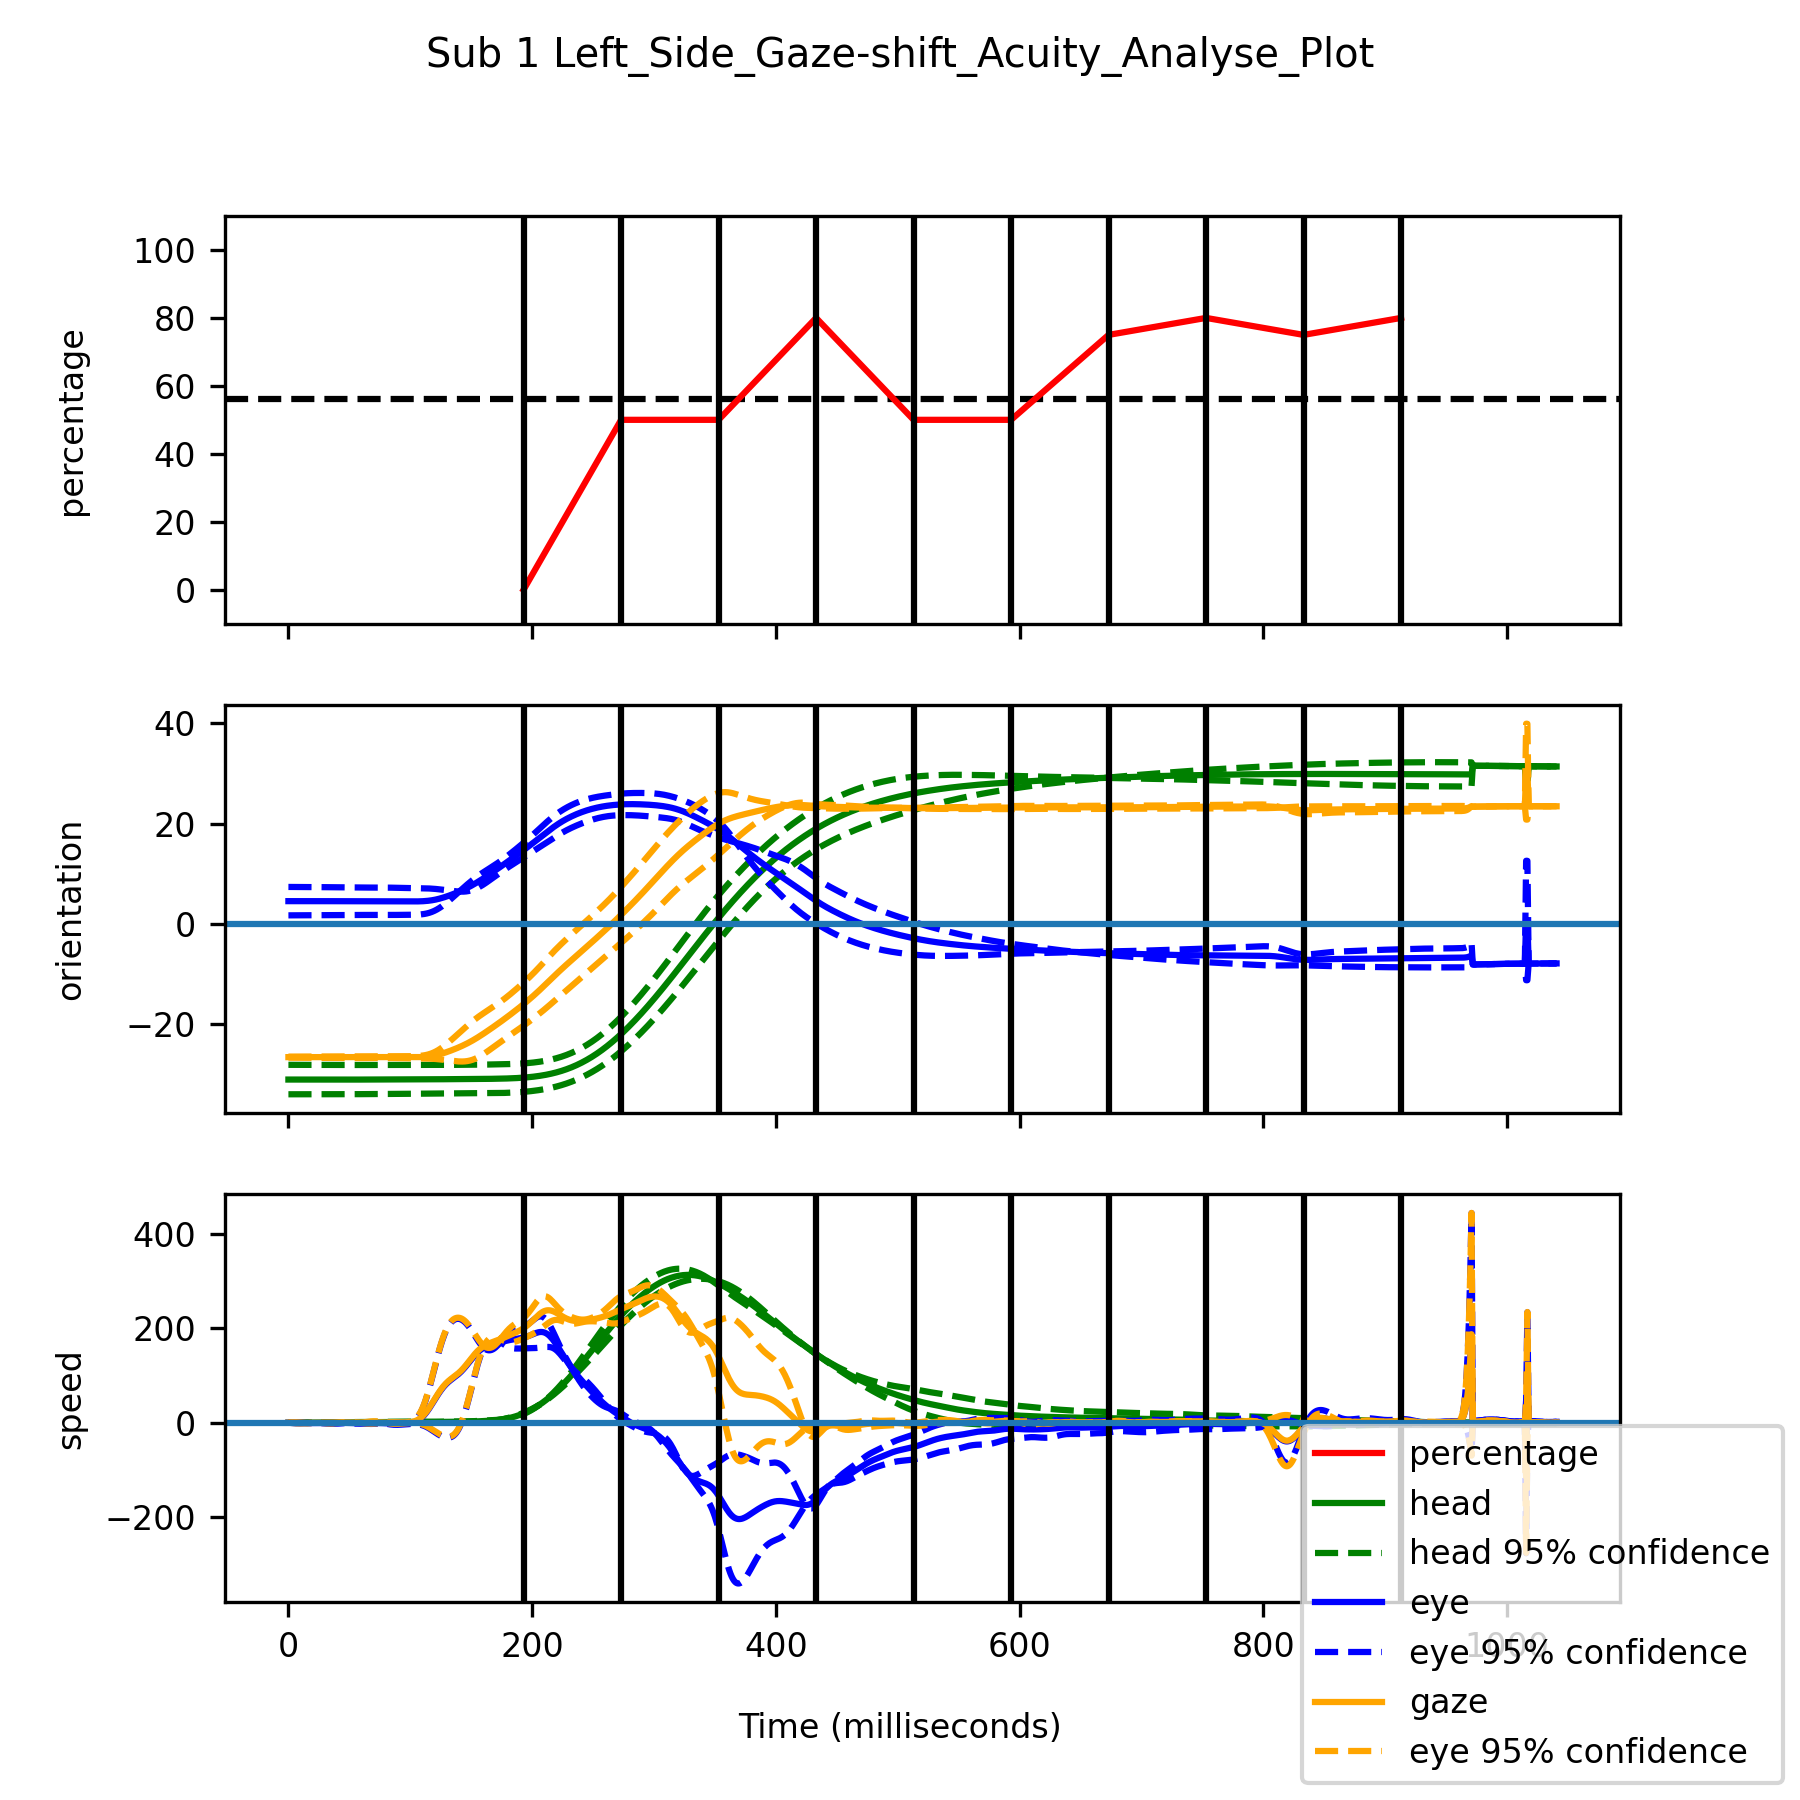 Sub 1 Left_Side_Gaze-shift_Acuity_Analyse_Plot
percentage
100
80
60
40
20
0
orientation
40
20
0
−20
speed
400
200
0
−200
0 200 400 600 800 1000
Time (milliseconds)
percentage
head
head 95% confidence
eye
eye 95% confidence
gaze
eye 95% confidence